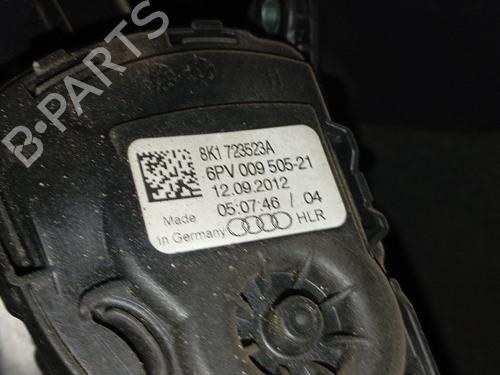 B-PARTS
8K1 723523A
6PV 009 505-21
12.09.2012
05:07:46 / 04
Made
in Germany HLR